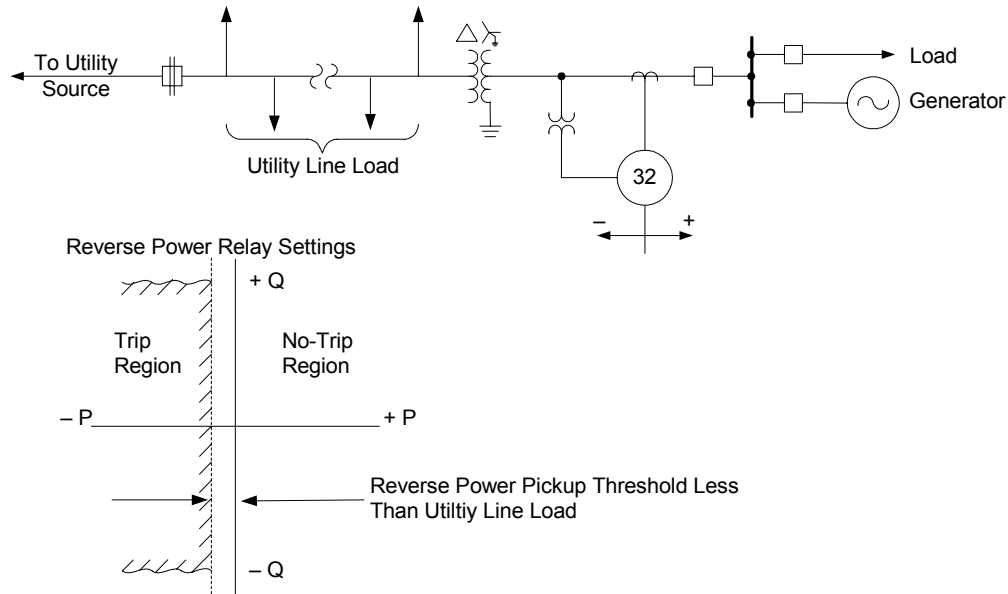 To Utility
Source
Utility Line Load
Load
Generator
32
– +
Reverse Power Relay Settings
+ Q
Trip
Region
No-Trip
Region
– P
+ P
Reverse Power Pickup Threshold Less
Than Utiltiy Line Load
– Q